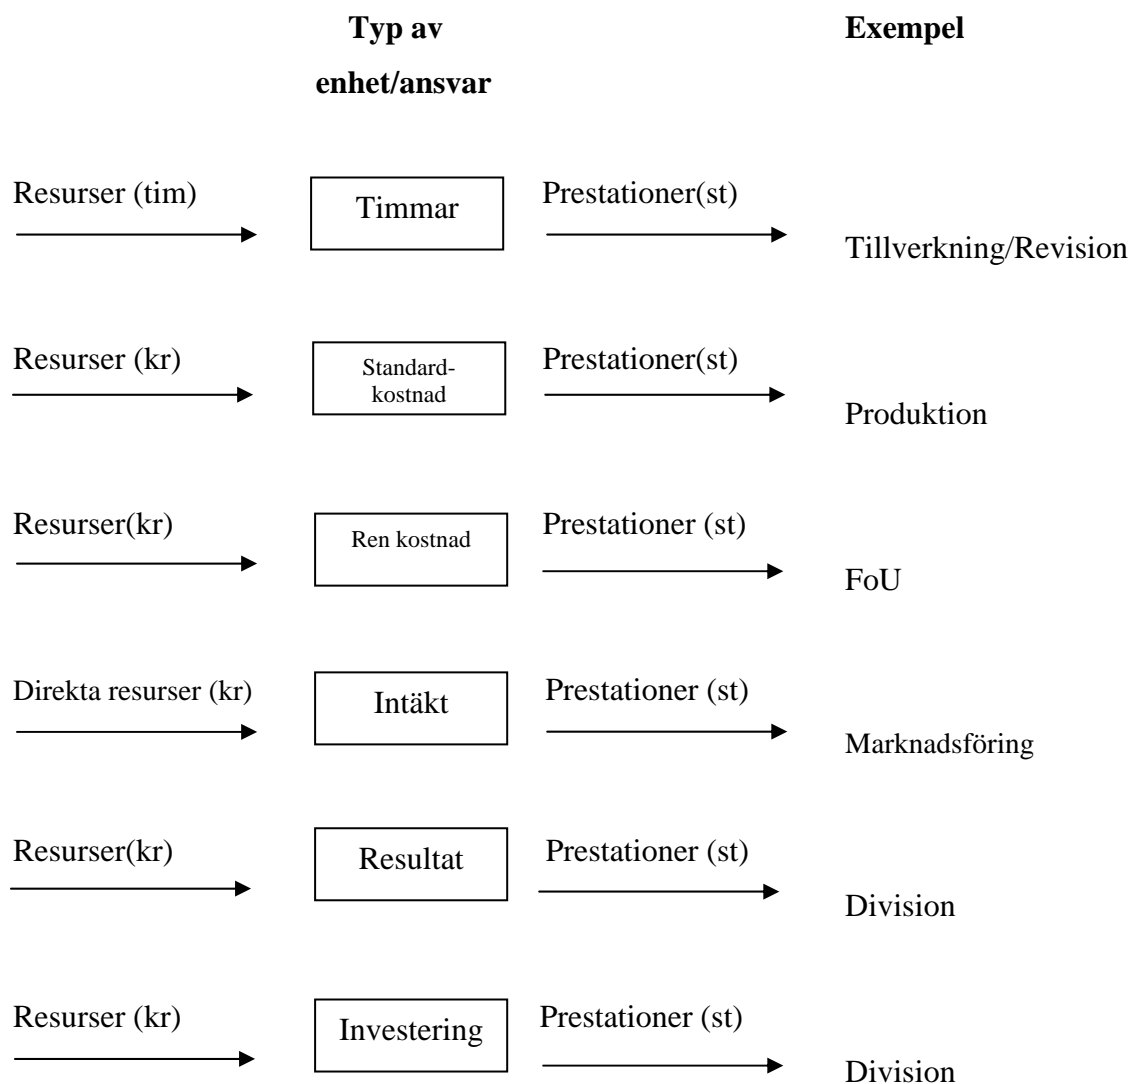 Typ av
enhet/ansvar
Exempel
Resurser (tim)
Timmar
Prestationer(st)
Tillverkning/Revision
Resurser (kr)
Standard-
kostnad
Prestationer(st)
Produktion
Resurser(kr)
Ren kostnad
Prestationer (st)
FoU
Direkta resurser (kr)
Intäkt
Prestationer (st)
Marknadsföring
Resurser(kr)
Resultat
Prestationer (st)
Division
Resurser (kr)
Investering
Prestationer (st)
Division